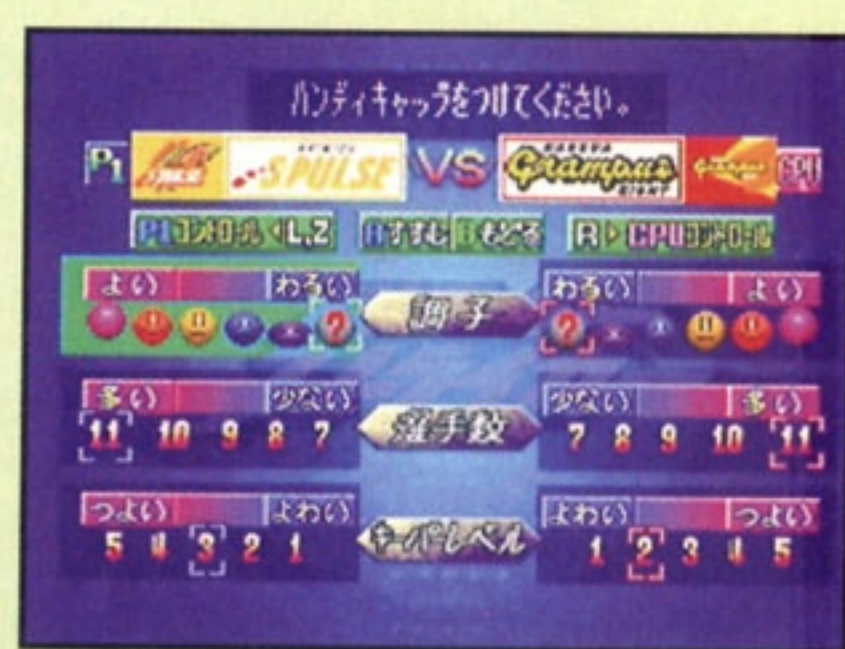 ハンディキャップをつけてください。
P1 S-PULSE VS Grampus EIGHT Grampus CPU
P1コントロール ◀L,Z Aすすむ Bもどる R▶CPUコントロール
よい わるい 調子 わるい よい
? ?
多い 少ない 選手数 少ない 多い
11 10 9 8 7 7 8 9 10 11
つよい よわい キーパーレベル よわい つよい
5 4 3 2 1 1 2 3 4 5